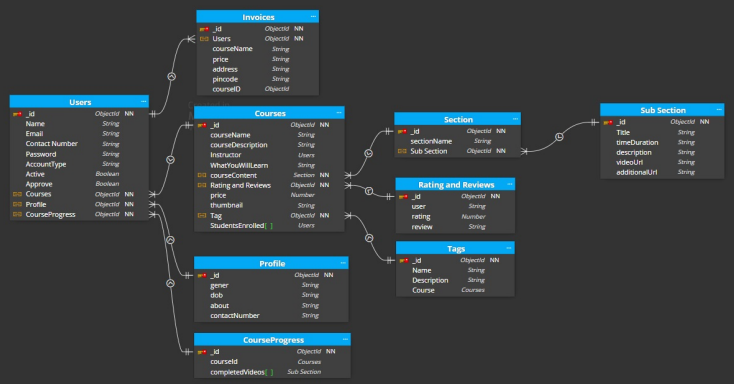 Invoices ...
_id ObjectId NN
Users ObjectId NN
courseName String
price String
address String
pincode String
courseID ObjectId
Users ...
_id ObjectId NN
Name String
Email String
Contact Number String
Password String
AccountType String
Active Boolean
Approve Boolean
Courses ObjectId NN
Profile ObjectId NN
CourseProgress ObjectId NN
Courses ...
_id ObjectId NN
courseName String
courseDescription String
Instructor Users
WhatYouWillLearn String
courseContent Section NN
Rating and Reviews ObjectId NN
price Number
thumbnail String
Tag ObjectId NN
StudentsEnrolled[ ] Users
Section ...
_id ObjectId NN
sectionName String
Sub Section ObjectId NN
Sub Section ...
_id ObjectId NN
Title String
timeDuration String
description String
videoUrl String
additionalUrl String
Rating and Reviews ...
_id ObjectId NN
user String
rating Number
review String
Tags ...
_id ObjectId NN
Name String
Description String
Course Courses
Profile ...
_id ObjectId NN
gener String
dob String
about String
contactNumber String
CourseProgress ...
_id ObjectId NN
courseId Courses
completedVideos[ ] Sub Section